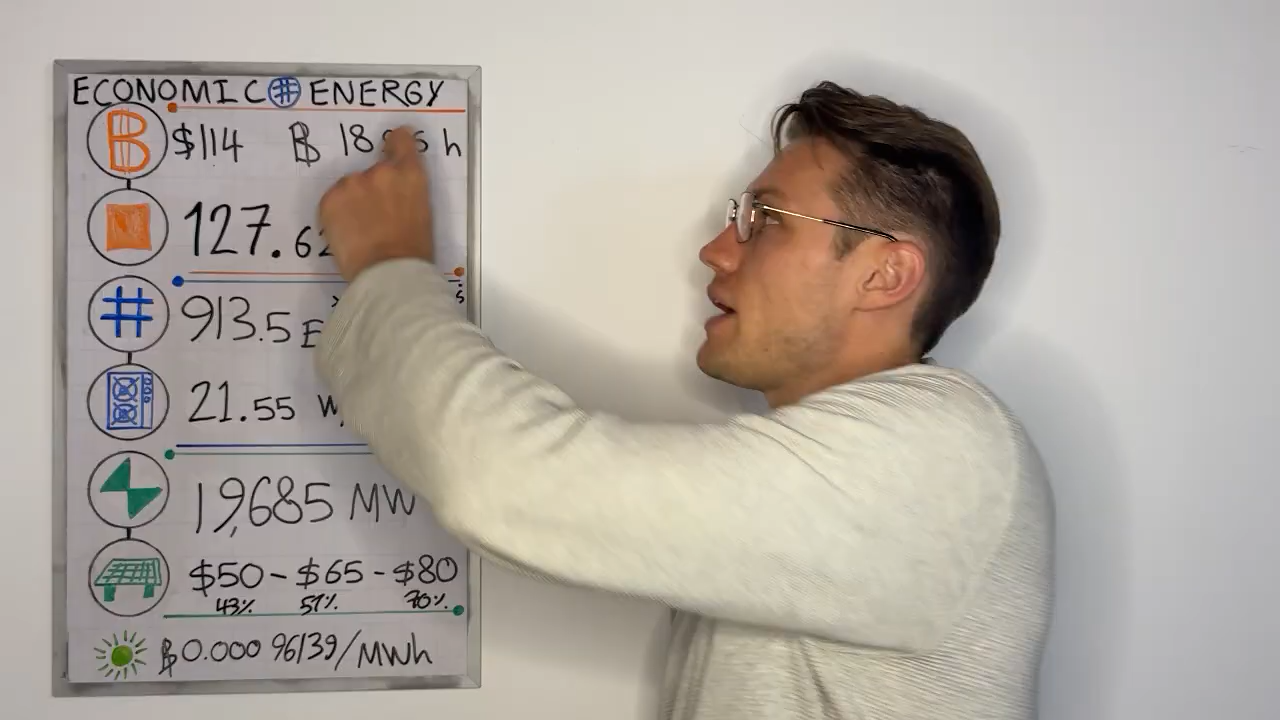 ECONOMIC # ENERGY
B $114 ₿ 18 h
127.62
# 913.5 E
21.55 W
19,685 MW
$50 - $65 - $80
43% 57% 70%
₿0.000 96139/MWh